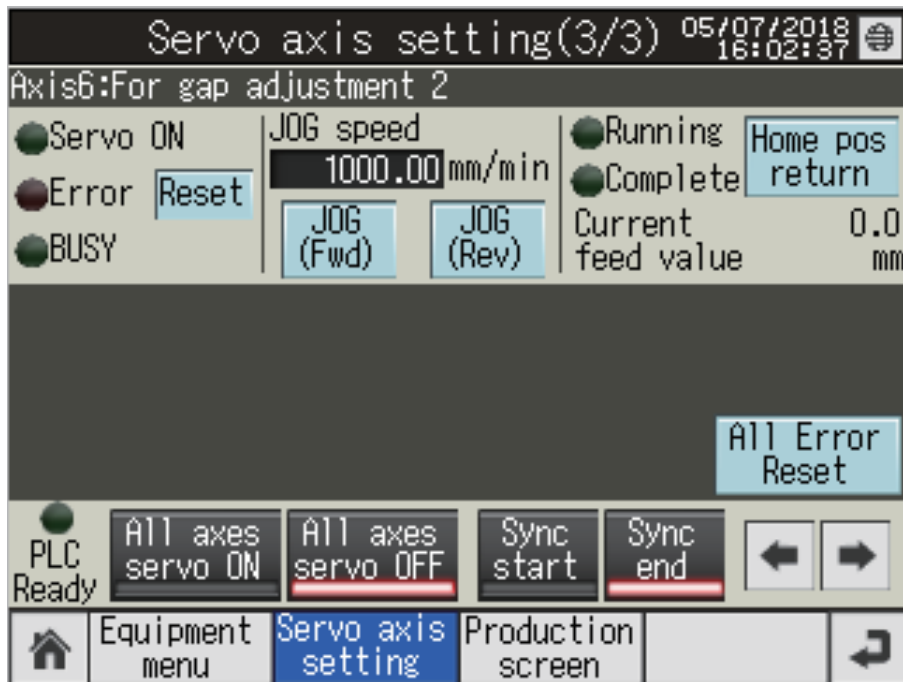 Servo axis setting(3/3)
05/07/2018
16:02:37
Axis6:For gap adjustment 2
Servo ON
Error
Reset
BUSY
JOG speed
1000.00 mm/min
JOG
(Fwd)
JOG
(Rev)
Running
Complete
Home pos
return
Current
feed value
0.0
mm
All Error
Reset
PLC
Ready
All axes
servo ON
All axes
servo OFF
Sync
start
Sync
end
Equipment
menu
Servo axis
setting
Production
screen